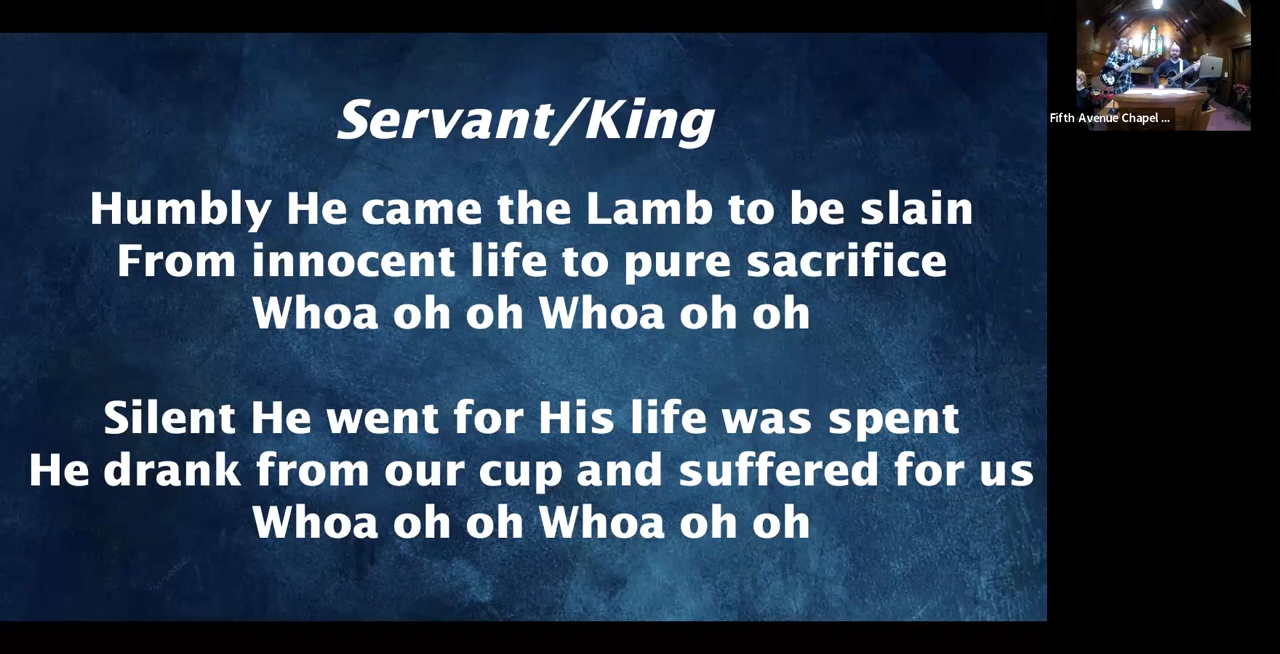 Servant/King
Humbly He came the Lamb to be slain
From innocent life to pure sacrifice
Whoa oh oh Whoa oh oh
Silent He went for His life was spent
He drank from our cup and suffered for us
Whoa oh oh Whoa oh oh
Fifth Avenue Chapel ...